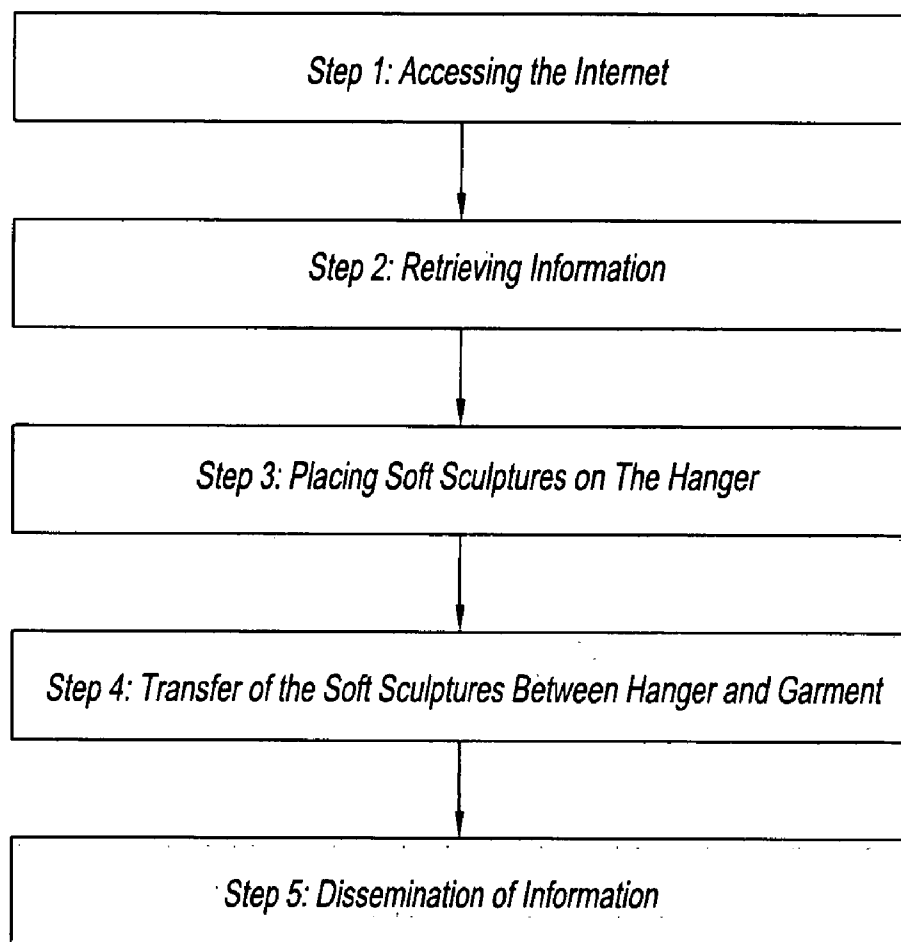 Step 1: Accessing the Internet
Step 2: Retrieving Information
Step 3: Placing Soft Sculptures on The Hanger
Step 4: Transfer of the Soft Sculptures Between Hanger and Garment
Step 5: Dissemination of Information